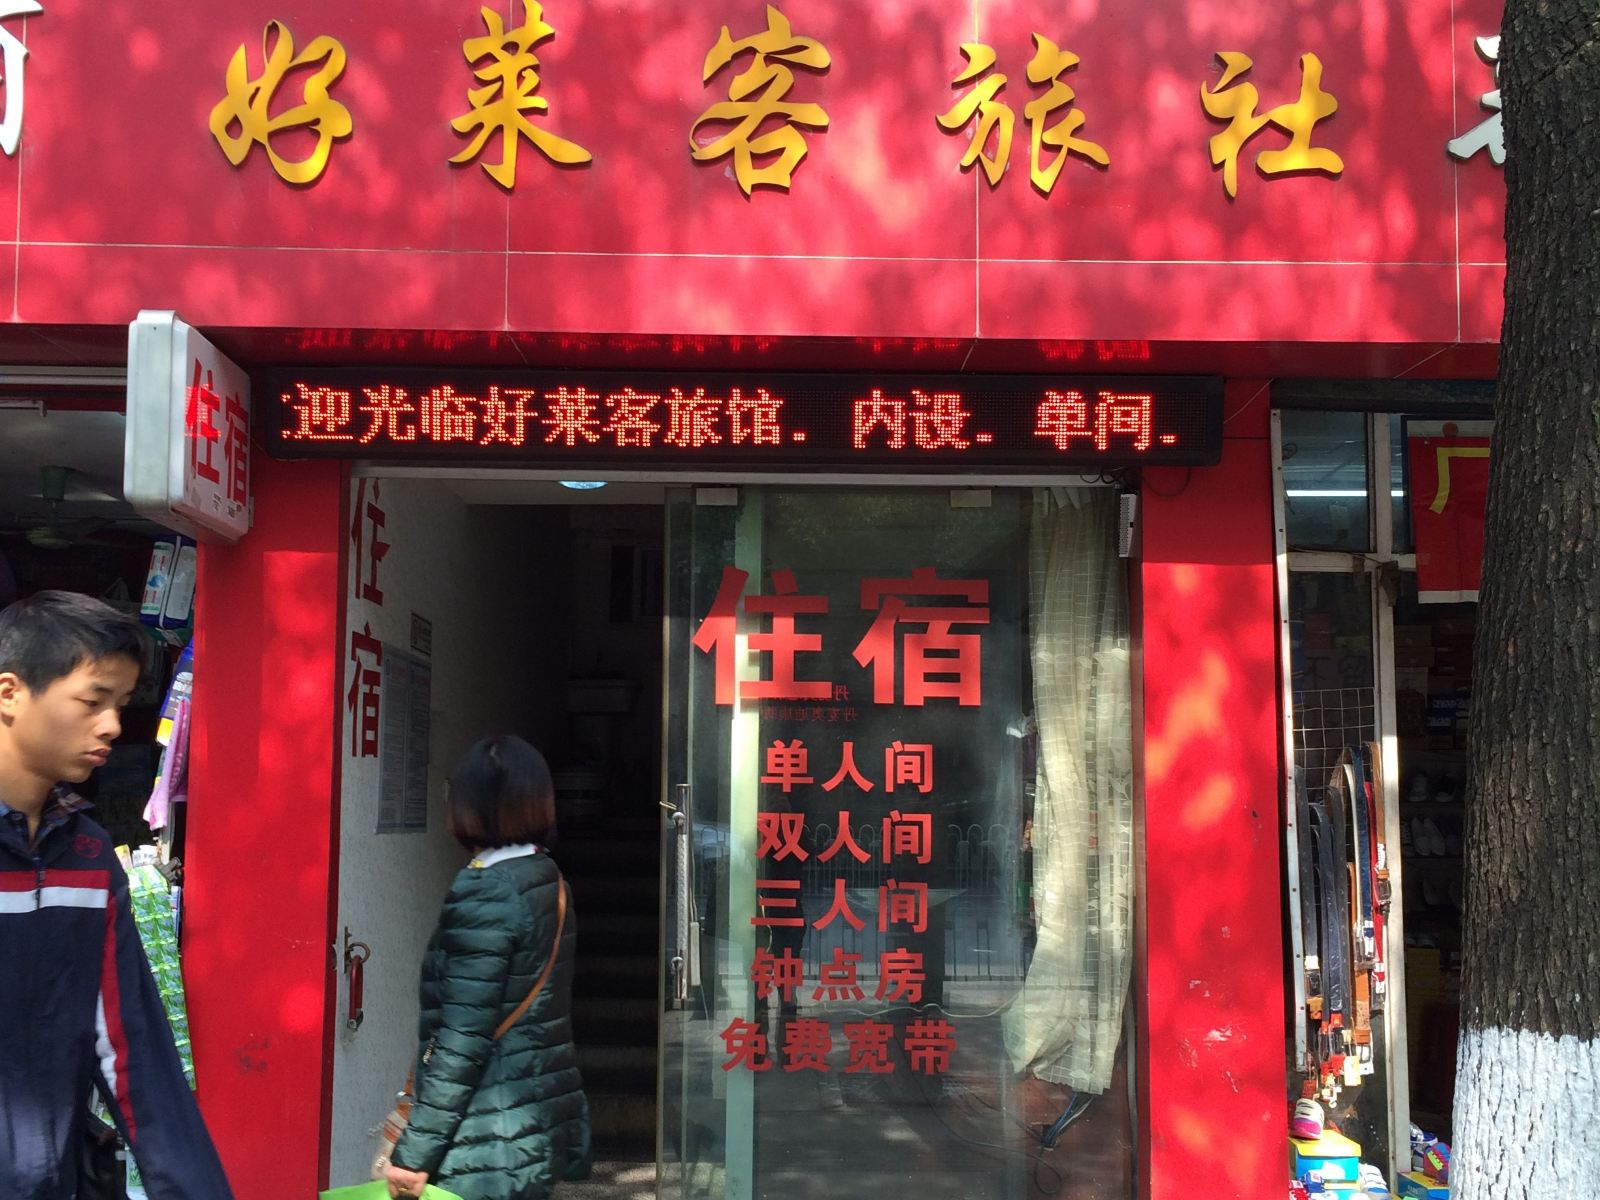 好莱客旅社
迎光临好莱客旅馆．内设．单间．
住宿
住宿
住宿
单人间
双人间
三人间
钟点房
免费宽带
广